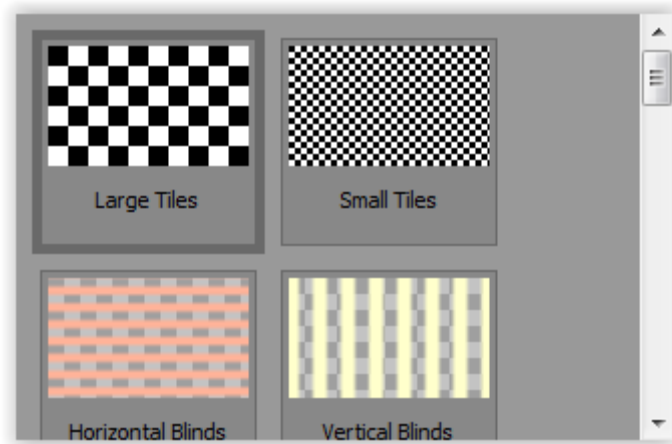 Large Tiles
Small Tiles
Horizontal Blinds
Vertical Blinds